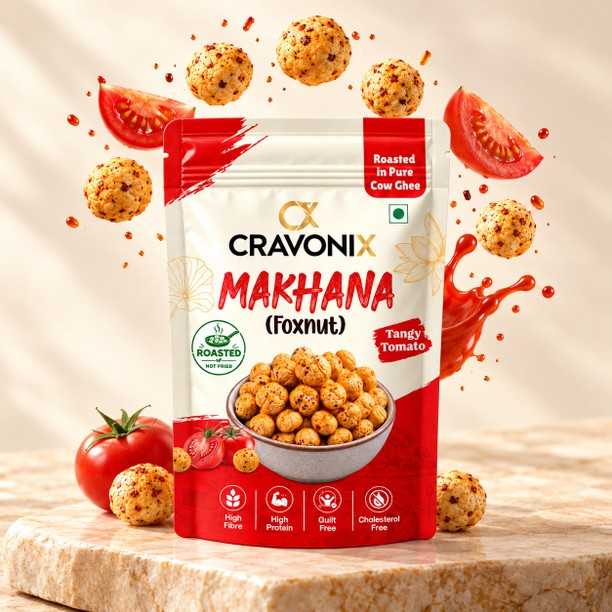 Roasted
in Pure
Cow Ghee
CX
CRAVONIX
MAKHANA
(Foxnut)
Tangy
Tomato
ROASTED
NOT FRIED
High
Fibre
High
Protein
Guilt
Free
Cholesterol
Free